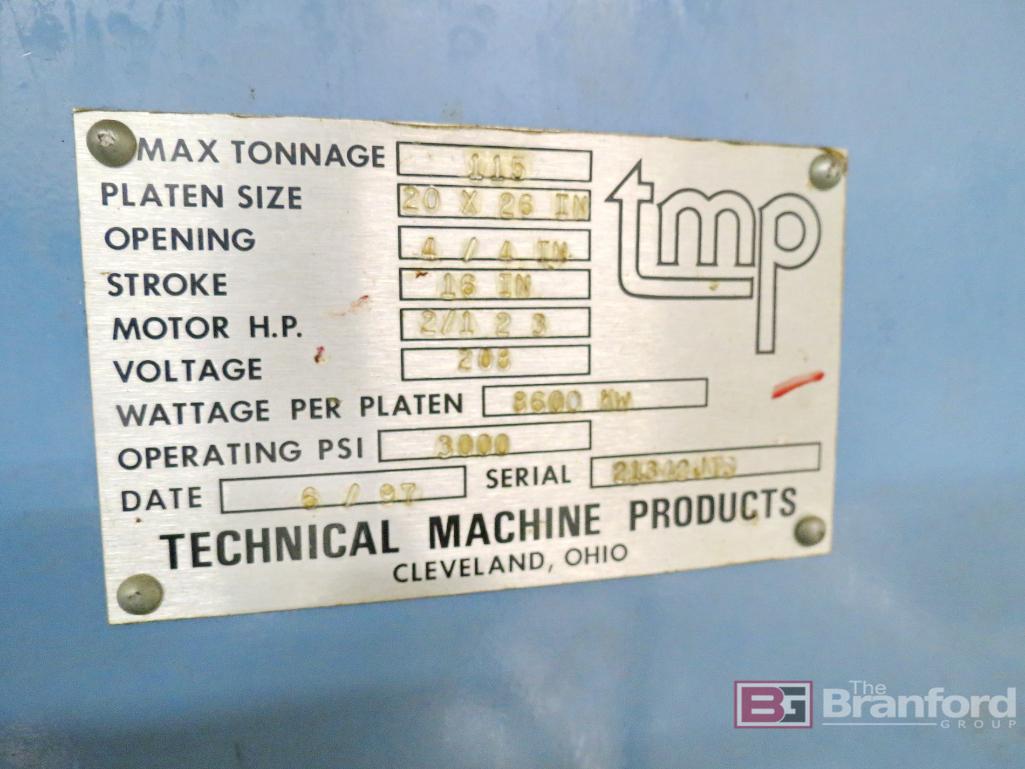 MAX TONNAGE 115
PLATEN SIZE 20 X 26 IN
OPENING 4 / 4 IN
STROKE 16 IN
MOTOR H.P. 2/1 2 3
VOLTAGE 208
WATTAGE PER PLATEN 8600 MW
OPERATING PSI 3000
DATE 6 / 97 SERIAL
tmp
TECHNICAL MACHINE PRODUCTS
CLEVELAND, OHIO
BG The Branford GROUP